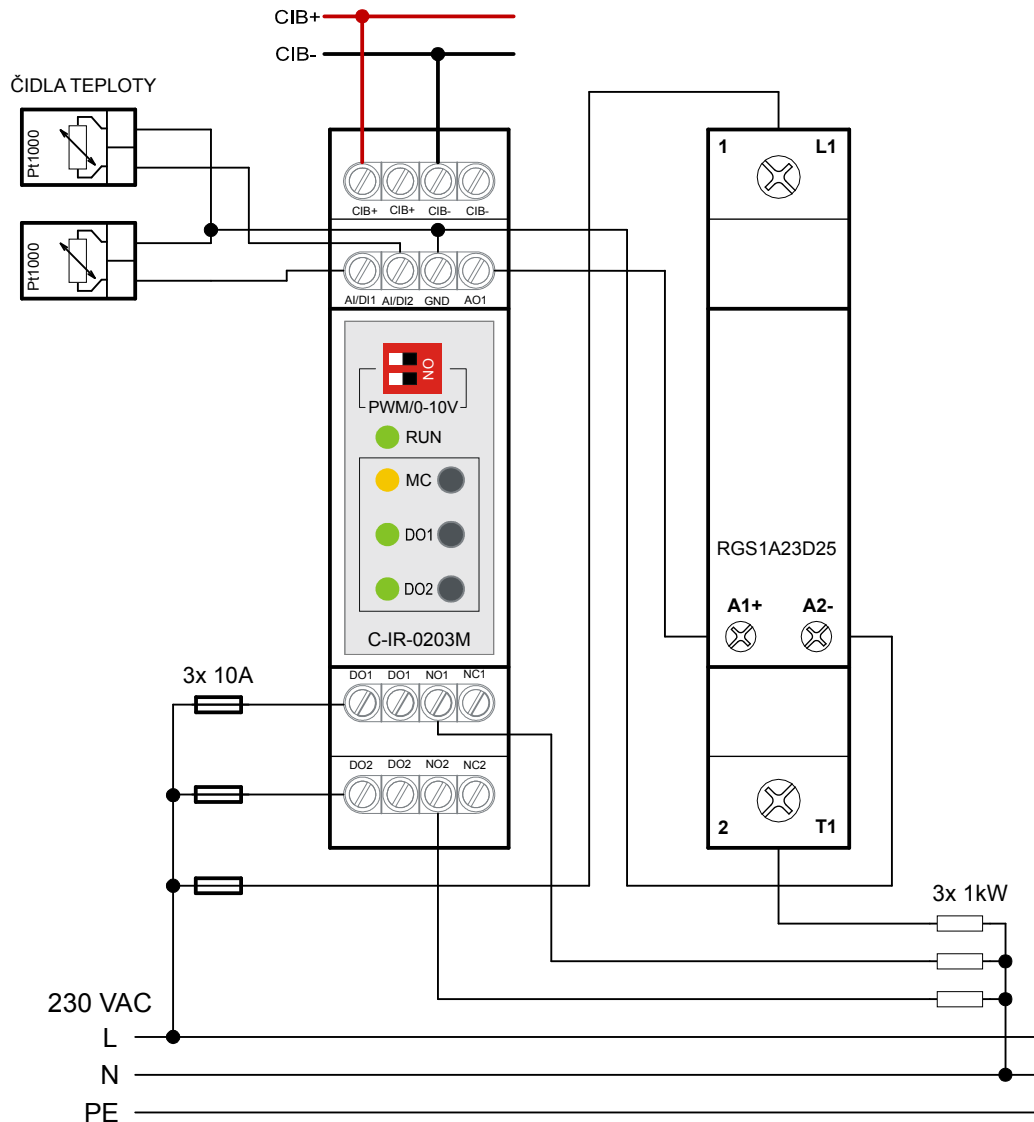 CIB+
CIB-
ČIDLA TEPLOTY
Pt1000
Pt1000
CIB+ CIB+ CIB- CIB-
AI/DI1 AI/DI2 GND AO1
ON
PWM/0-10V
RUN
MC
DO1
DO2
C-IR-0203M
1 L1
RGS1A23D25
A1+ A2-
2 T1
3x 10A
DO1 DO1 NO1 NC1
DO2 DO2 NO2 NC2
3x 1kW
230 VAC
L
N
PE